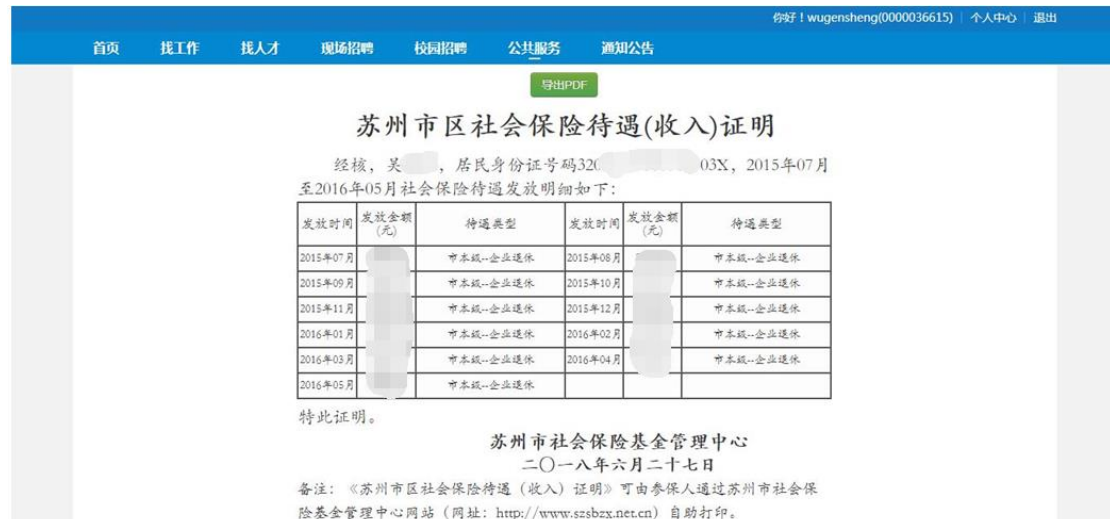 你好！wugensheng(0000036615) | 个人中心 | 退出
首页 找工作 找人才 现场招聘 校园招聘 公共服务 通知公告
导出PDF
苏州市区社会保险待遇(收入)证明
经核，吴 ，居民身份证号码320 03X，2015年07月
至2016年05月社会保险待遇发放明细如下：
发放时间 发放金额(元) 待遇类型 发放时间 发放金额(元) 待遇类型
2015年07月 市本级--企业退休 2015年08月 市本级--企业退休
2015年09月 市本级--企业退休 2015年10月 市本级--企业退休
2015年11月 市本级--企业退休 2015年12月 市本级--企业退休
2016年01月 市本级--企业退休 2016年02月 市本级--企业退休
2016年03月 市本级--企业退休 2016年04月 市本级--企业退休
2016年05月 市本级--企业退休
特此证明。
苏州市社会保险基金管理中心
二〇一八年六月二十七日
备注：《苏州市区社会保险待遇（收入）证明》可由参保人通过苏州市社会保
险基金管理中心网站（网址：http://www.szsbzx.net.cn）自助打印。